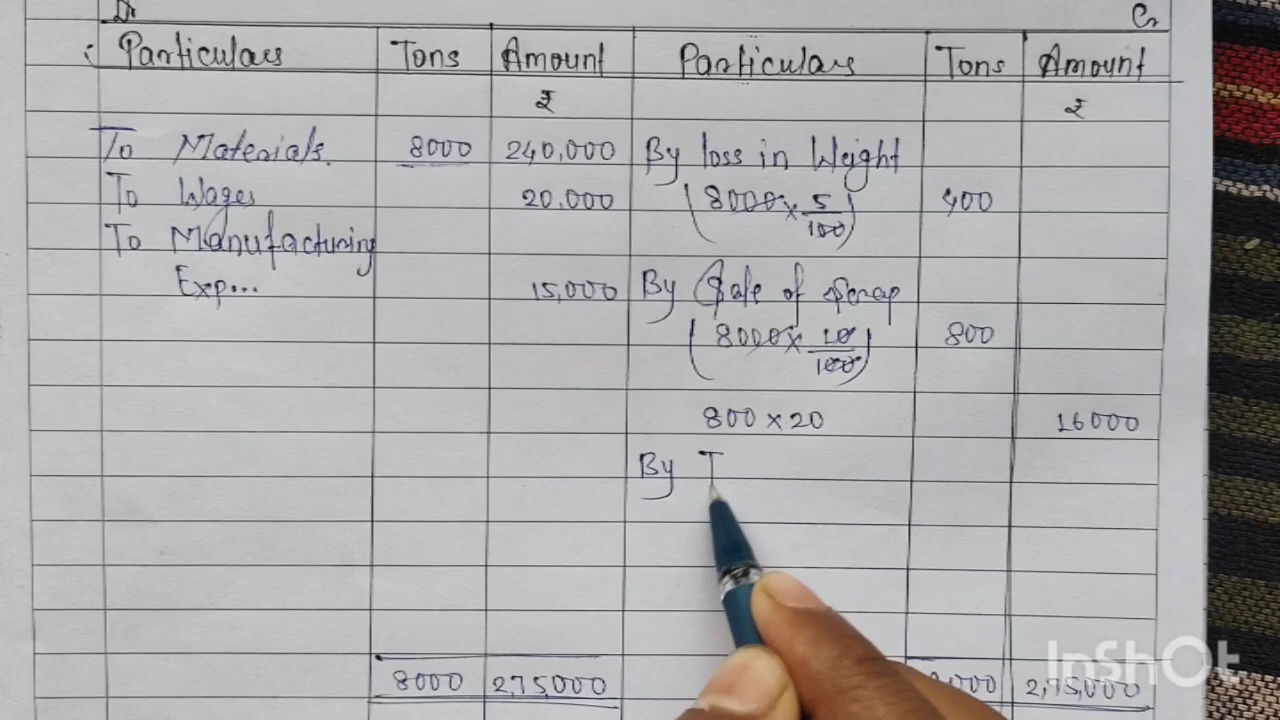 Dr Cr
Particulars Tons Amount Particulars Tons Amount
₹ ₹
To Materials. 8000 240,000 By loss in Weight
To Wages 20,000 (8000 × 5/100) 400
To Manufacturing
Exp... 15,000 By Sale of Scrap
(8000 × 10/100) 800
800 × 20 16000
By T
8000 2,75,000 2,75,000
InShOt